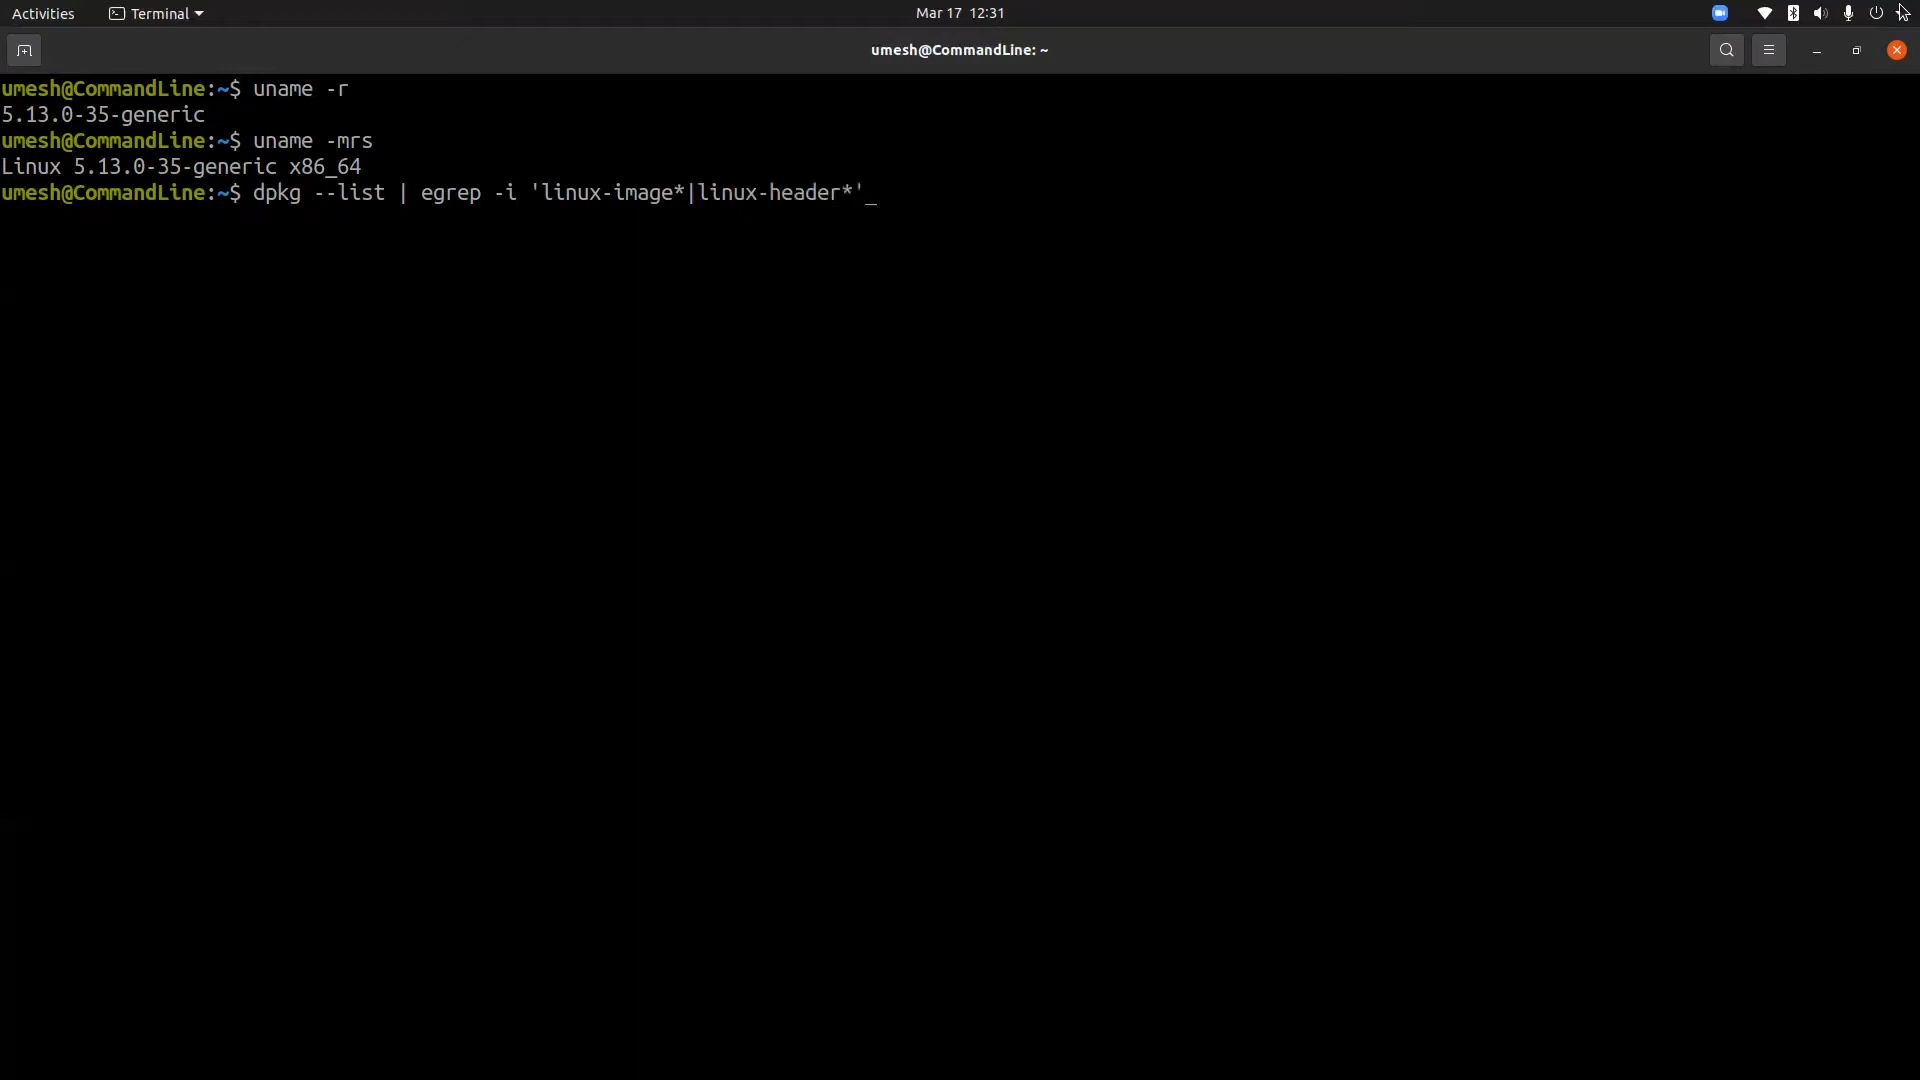 Activities Terminal Mar 17 12:31
umesh@CommandLine: ~
umesh@CommandLine:~$ uname -r
5.13.0-35-generic
umesh@CommandLine:~$ uname -mrs
Linux 5.13.0-35-generic x86_64
umesh@CommandLine:~$ dpkg --list | egrep -i 'linux-image*|linux-header*'_